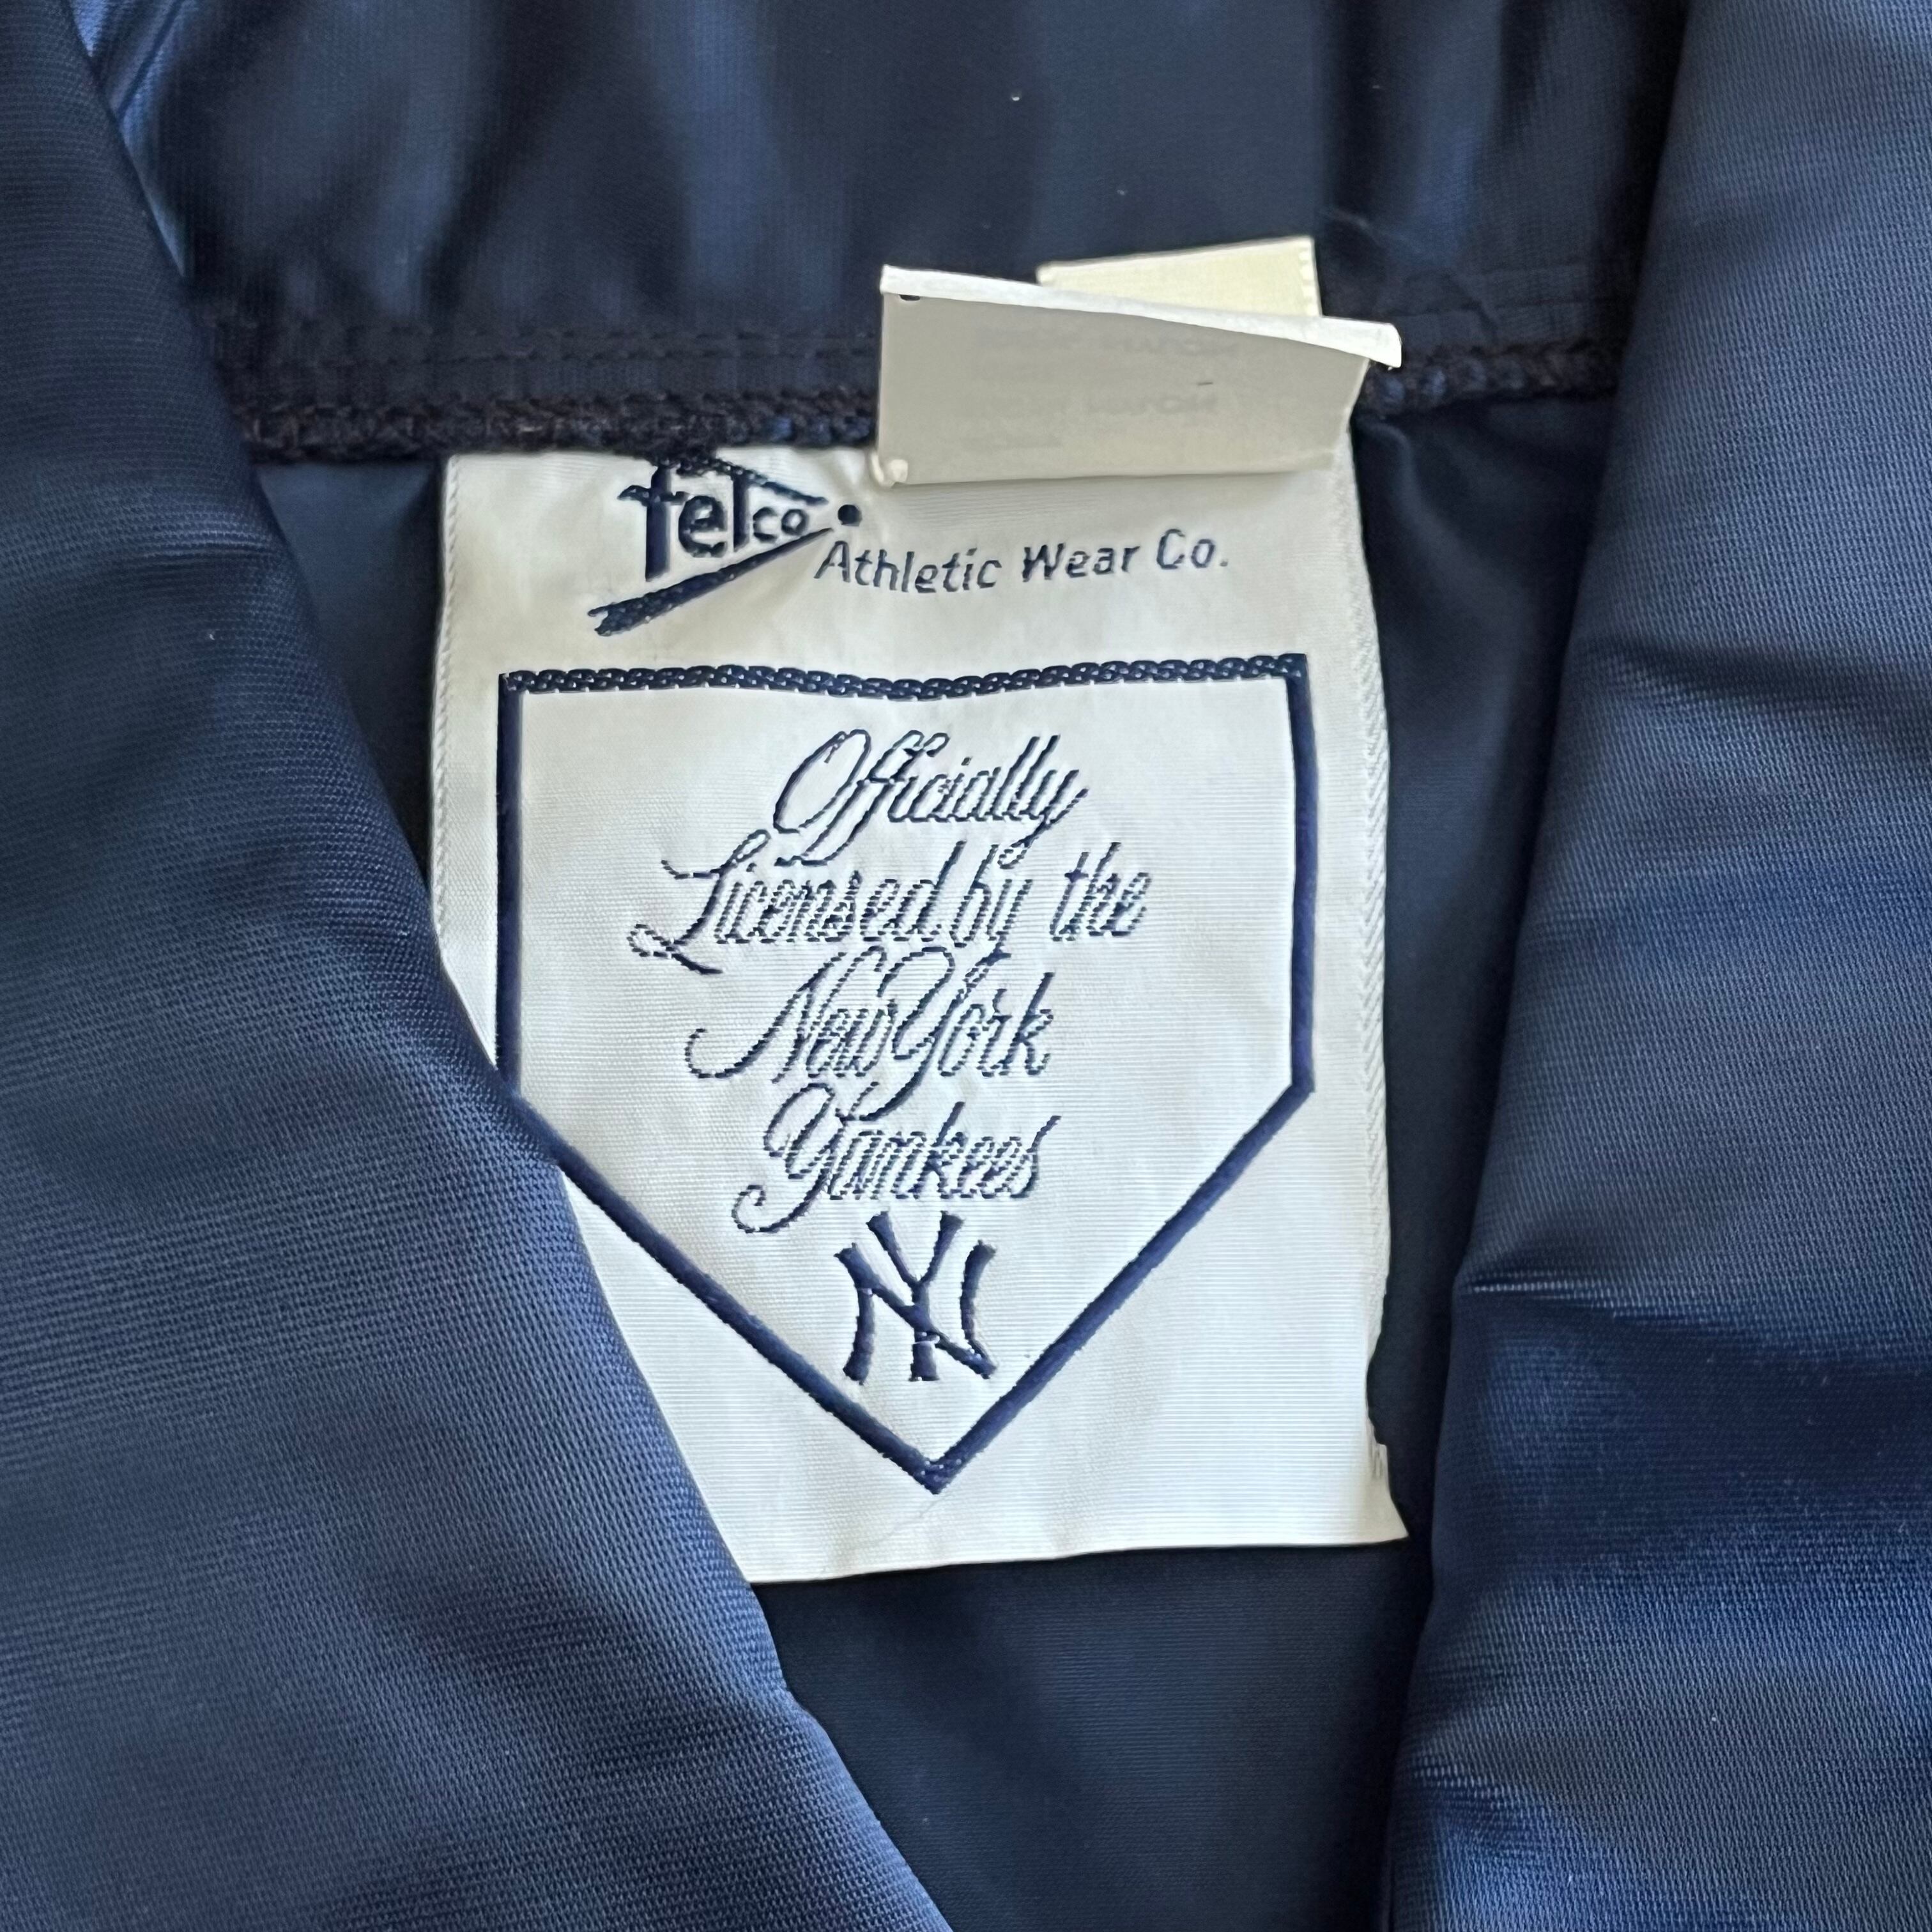 felco
Athletic Wear Co.
Officially
Licensed by the
New York
Yankees
NY